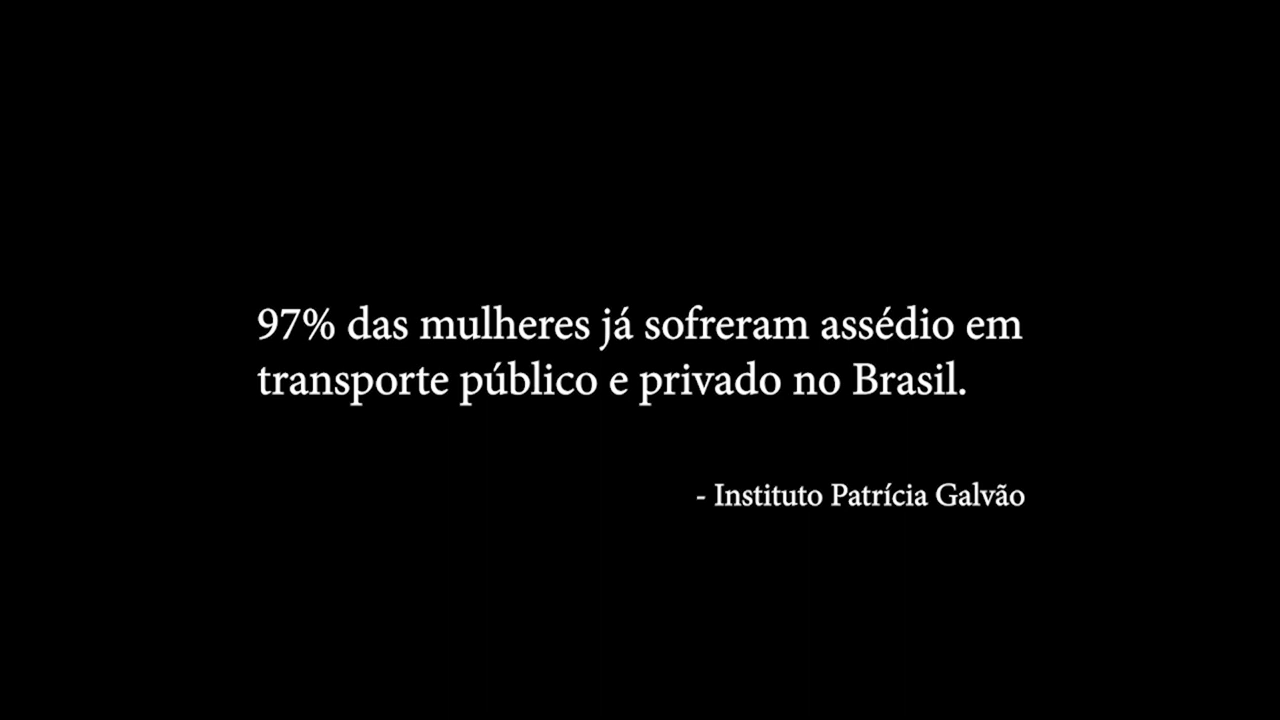 97% das mulheres já sofreram assédio em
transporte público e privado no Brasil.
- Instituto Patrícia Galvão